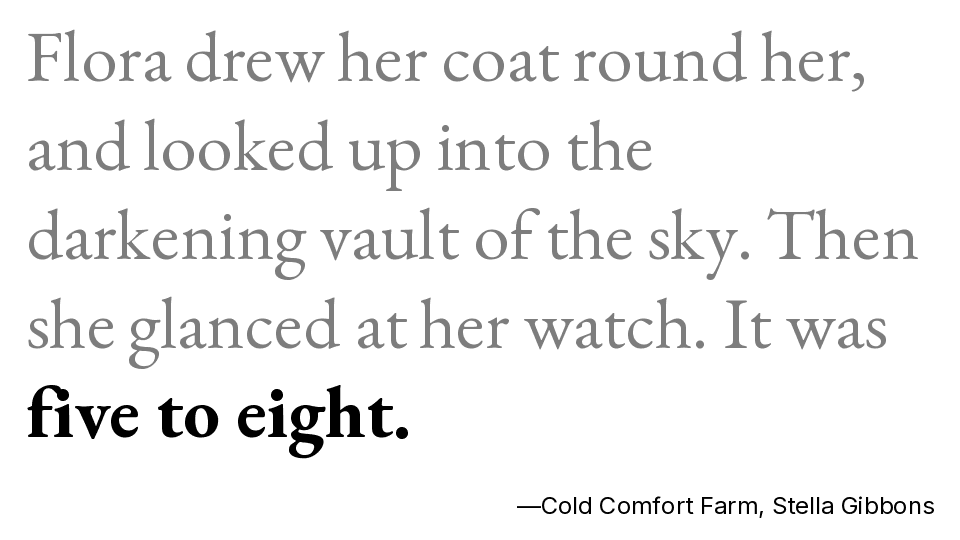 Flora drew her coat round her,
and looked up into the
darkening vault of the sky. Then
she glanced at her watch. It was
five to eight.
—Cold Comfort Farm, Stella Gibbons